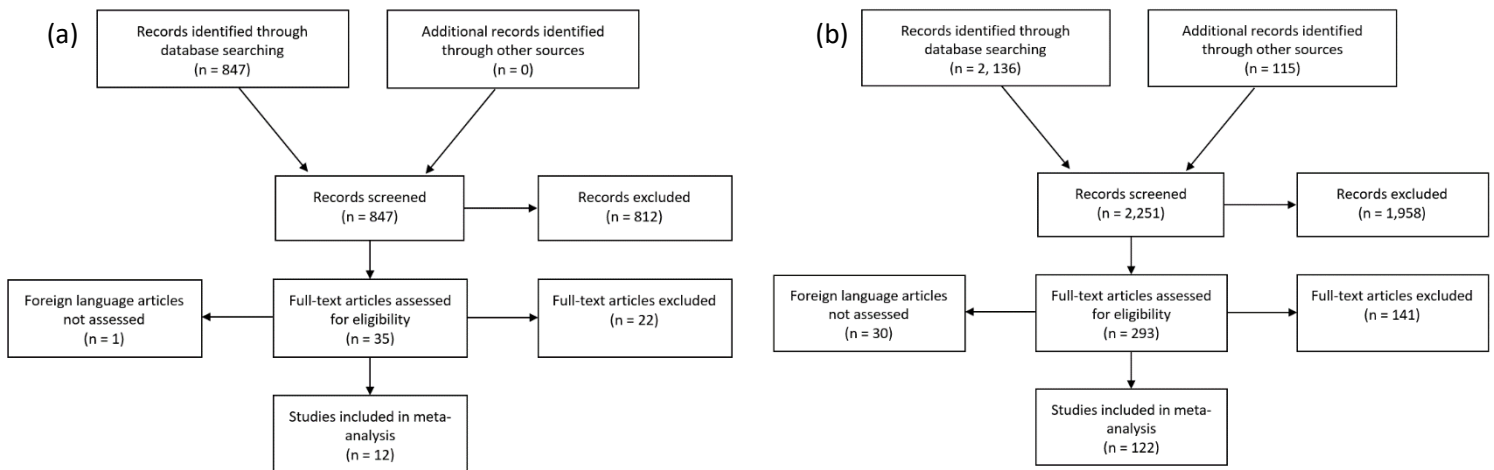 (a)
Records identified through
database searching
(n = 847)
Additional records identified
through other sources
(n = 0)
Records screened
(n = 847)
Records excluded
(n = 812)
Foreign language articles
not assessed
(n = 1)
Full-text articles assessed
for eligibility
(n = 35)
Full-text articles excluded
(n = 22)
Studies included in meta-
analysis
(n = 12)
(b)
Records identified through
database searching
(n = 2, 136)
Additional records identified
through other sources
(n = 115)
Records screened
(n = 2,251)
Records excluded
(n = 1,958)
Foreign language articles
not assessed
(n = 30)
Full-text articles assessed
for eligibility
(n = 293)
Full-text articles excluded
(n = 141)
Studies included in meta-
analysis
(n = 122)